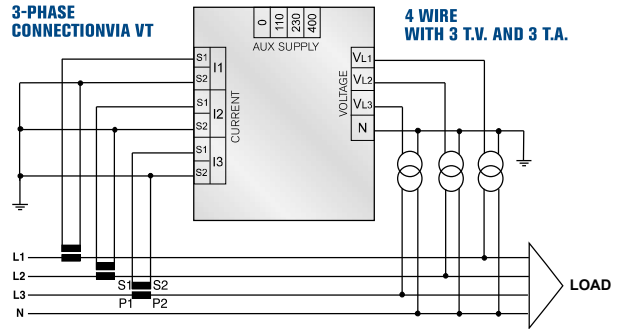 3-PHASE
CONNECTIONVIA VT
4 WIRE
WITH 3 T.V. AND 3 T.A.
0 110 230 400
AUX SUPPLY
S1 I1
S2
S1 I2
S2
S1 I3
S2
CURRENT
VOLTAGE
VL1
VL2
VL3
N
L1
L2
L3
N
S1 S2
P1 P2
LOAD